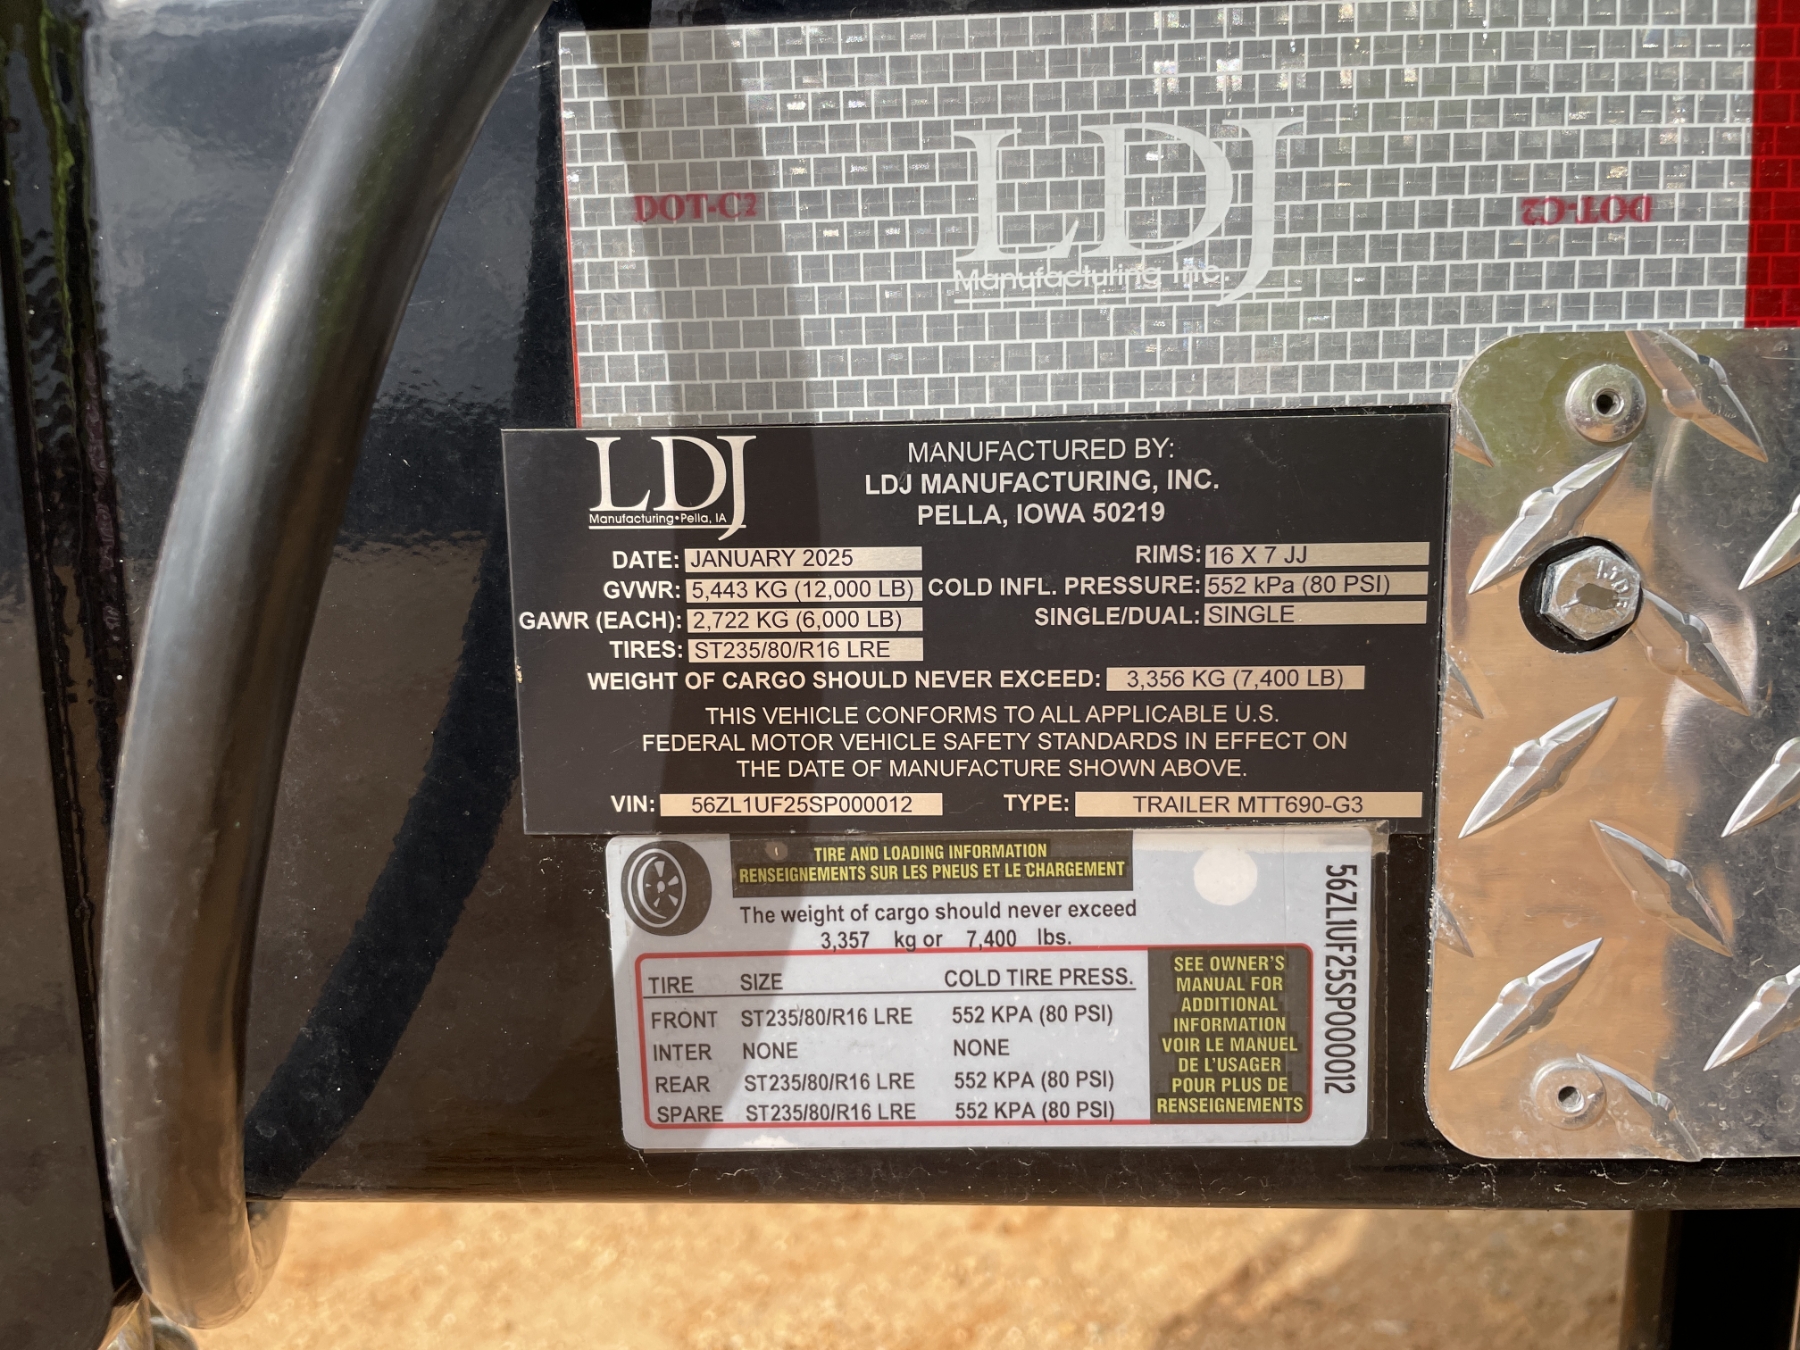 DOT-C2
LDJ
Manufacturing Inc.
DOT-C2
LDJ
Manufacturing•Pella, IA
MANUFACTURED BY:
LDJ MANUFACTURING, INC.
PELLA, IOWA 50219
DATE: JANUARY 2025
RIMS: 16 X 7 JJ
GVWR: 5,443 KG (12,000 LB)
COLD INFL. PRESSURE: 552 kPa (80 PSI)
GAWR (EACH): 2,722 KG (6,000 LB)
SINGLE/DUAL: SINGLE
TIRES: ST235/80/R16 LRE
WEIGHT OF CARGO SHOULD NEVER EXCEED: 3,356 KG (7,400 LB)
THIS VEHICLE CONFORMS TO ALL APPLICABLE U.S.
FEDERAL MOTOR VEHICLE SAFETY STANDARDS IN EFFECT ON
THE DATE OF MANUFACTURE SHOWN ABOVE.
VIN: 56ZL1UF25SP000012 TYPE: TRAILER MTT690-G3
TIRE AND LOADING INFORMATION
RENSEIGNEMENTS SUR LES PNEUS ET LE CHARGEMENT
The weight of cargo should never exceed
3,357 kg or 7,400 lbs.
TIRE SIZE COLD TIRE PRESS.
FRONT ST235/80/R16 LRE 552 KPA (80 PSI)
INTER NONE NONE
REAR ST235/80/R16 LRE 552 KPA (80 PSI)
SPARE ST235/80/R16 LRE 552 KPA (80 PSI)
SEE OWNER'S
MANUAL FOR
ADDITIONAL
INFORMATION
VOIR LE MANUEL
DE L'USAGER
POUR PLUS DE
RENSEIGNEMENTS
56ZL1UF25SP000012